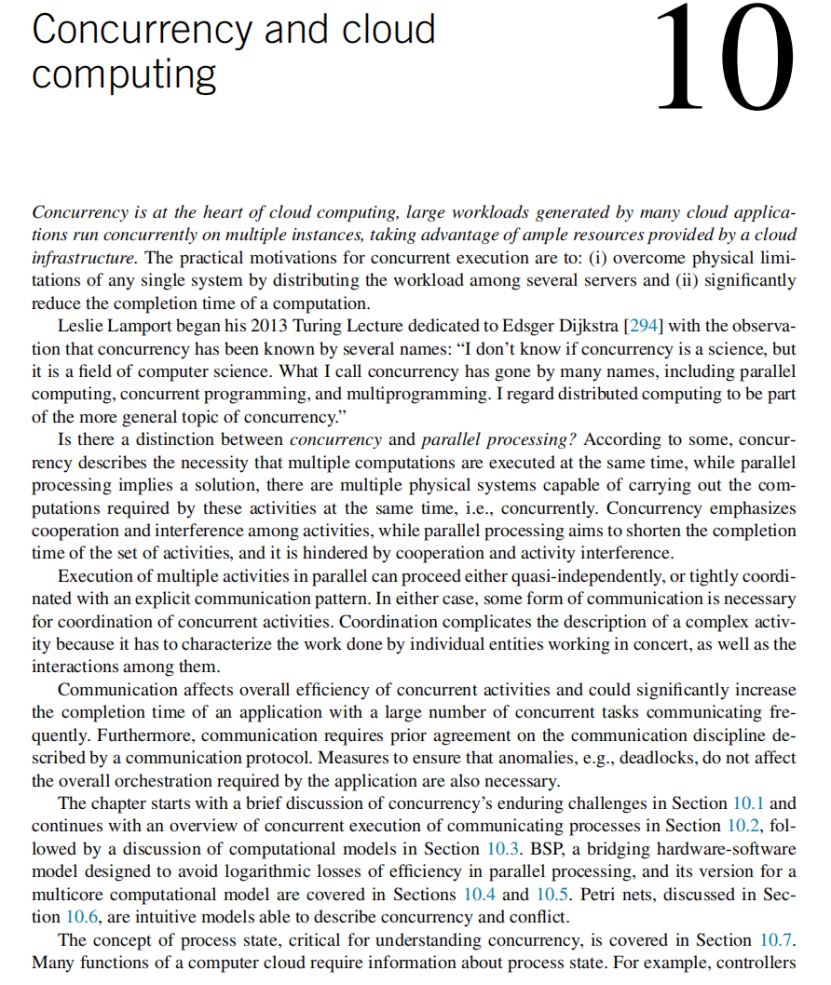 Concurrency and cloud
computing
10
Concurrency is at the heart of cloud computing, large workloads generated by many cloud applica-
tions run concurrently on multiple instances, taking advantage of ample resources provided by a cloud
infrastructure. The practical motivations for concurrent execution are to: (i) overcome physical limi-
tations of any single system by distributing the workload among several servers and (ii) significantly
reduce the completion time of a computation.
Leslie Lamport began his 2013 Turing Lecture dedicated to Edsger Dijkstra [294] with the observa-
tion that concurrency has been known by several names: “I don’t know if concurrency is a science, but
it is a field of computer science. What I call concurrency has gone by many names, including parallel
computing, concurrent programming, and multiprogramming. I regard distributed computing to be part
of the more general topic of concurrency.”
Is there a distinction between concurrency and parallel processing? According to some, concur-
rency describes the necessity that multiple computations are executed at the same time, while parallel
processing implies a solution, there are multiple physical systems capable of carrying out the com-
putations required by these activities at the same time, i.e., concurrently. Concurrency emphasizes
cooperation and interference among activities, while parallel processing aims to shorten the completion
time of the set of activities, and it is hindered by cooperation and activity interference.
Execution of multiple activities in parallel can proceed either quasi-independently, or tightly coordi-
nated with an explicit communication pattern. In either case, some form of communication is necessary
for coordination of concurrent activities. Coordination complicates the description of a complex activ-
ity because it has to characterize the work done by individual entities working in concert, as well as the
interactions among them.
Communication affects overall efficiency of concurrent activities and could significantly increase
the completion time of an application with a large number of concurrent tasks communicating fre-
quently. Furthermore, communication requires prior agreement on the communication discipline de-
scribed by a communication protocol. Measures to ensure that anomalies, e.g., deadlocks, do not affect
the overall orchestration required by the application are also necessary.
The chapter starts with a brief discussion of concurrency’s enduring challenges in Section 10.1 and
continues with an overview of concurrent execution of communicating processes in Section 10.2, fol-
lowed by a discussion of computational models in Section 10.3. BSP, a bridging hardware-software
model designed to avoid logarithmic losses of efficiency in parallel processing, and its version for a
multicore computational model are covered in Sections 10.4 and 10.5. Petri nets, discussed in Sec-
tion 10.6, are intuitive models able to describe concurrency and conflict.
The concept of process state, critical for understanding concurrency, is covered in Section 10.7.
Many functions of a computer cloud require information about process state. For example, controllers